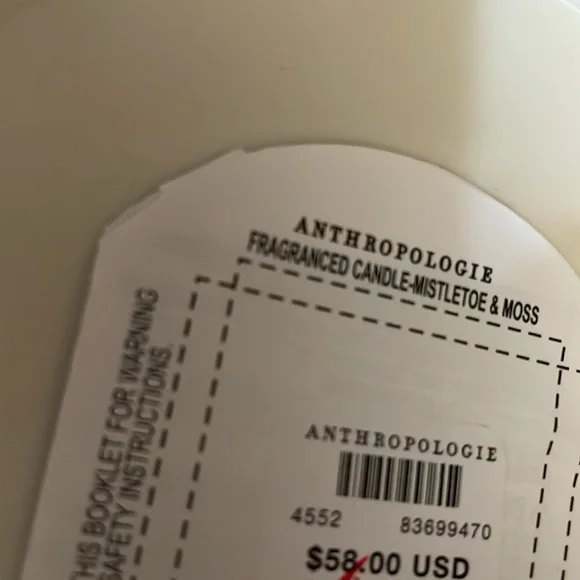 ANTHROPOLOGIE
FRAGRANCED CANDLE-MISTLETOE & MOSS
THIS BOOKLET FOR WARNING
SAFETY INSTRUCTIONS.
ANTHROPOLOGIE
4552 83699470
$58.00 USD